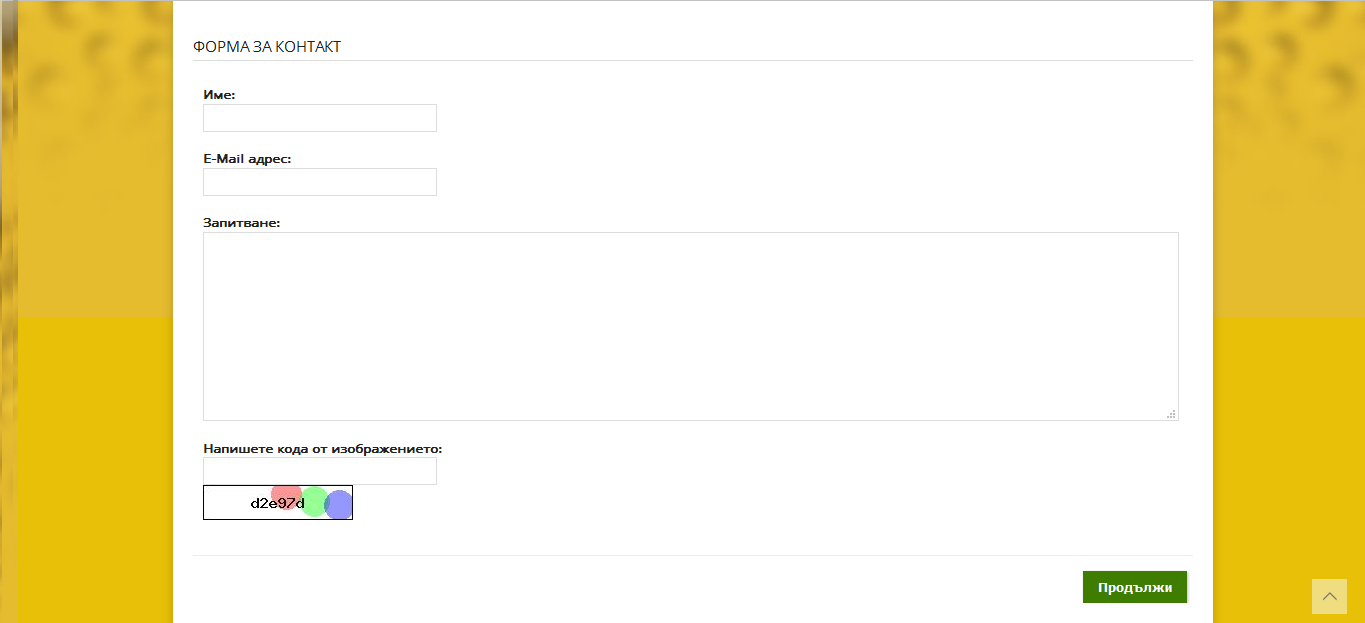 ФОРМА ЗА КОНТАКТ
Име:
E-Mail адрес:
Запитване:
Напишете кода от изображението:
d2e97d
Продължи